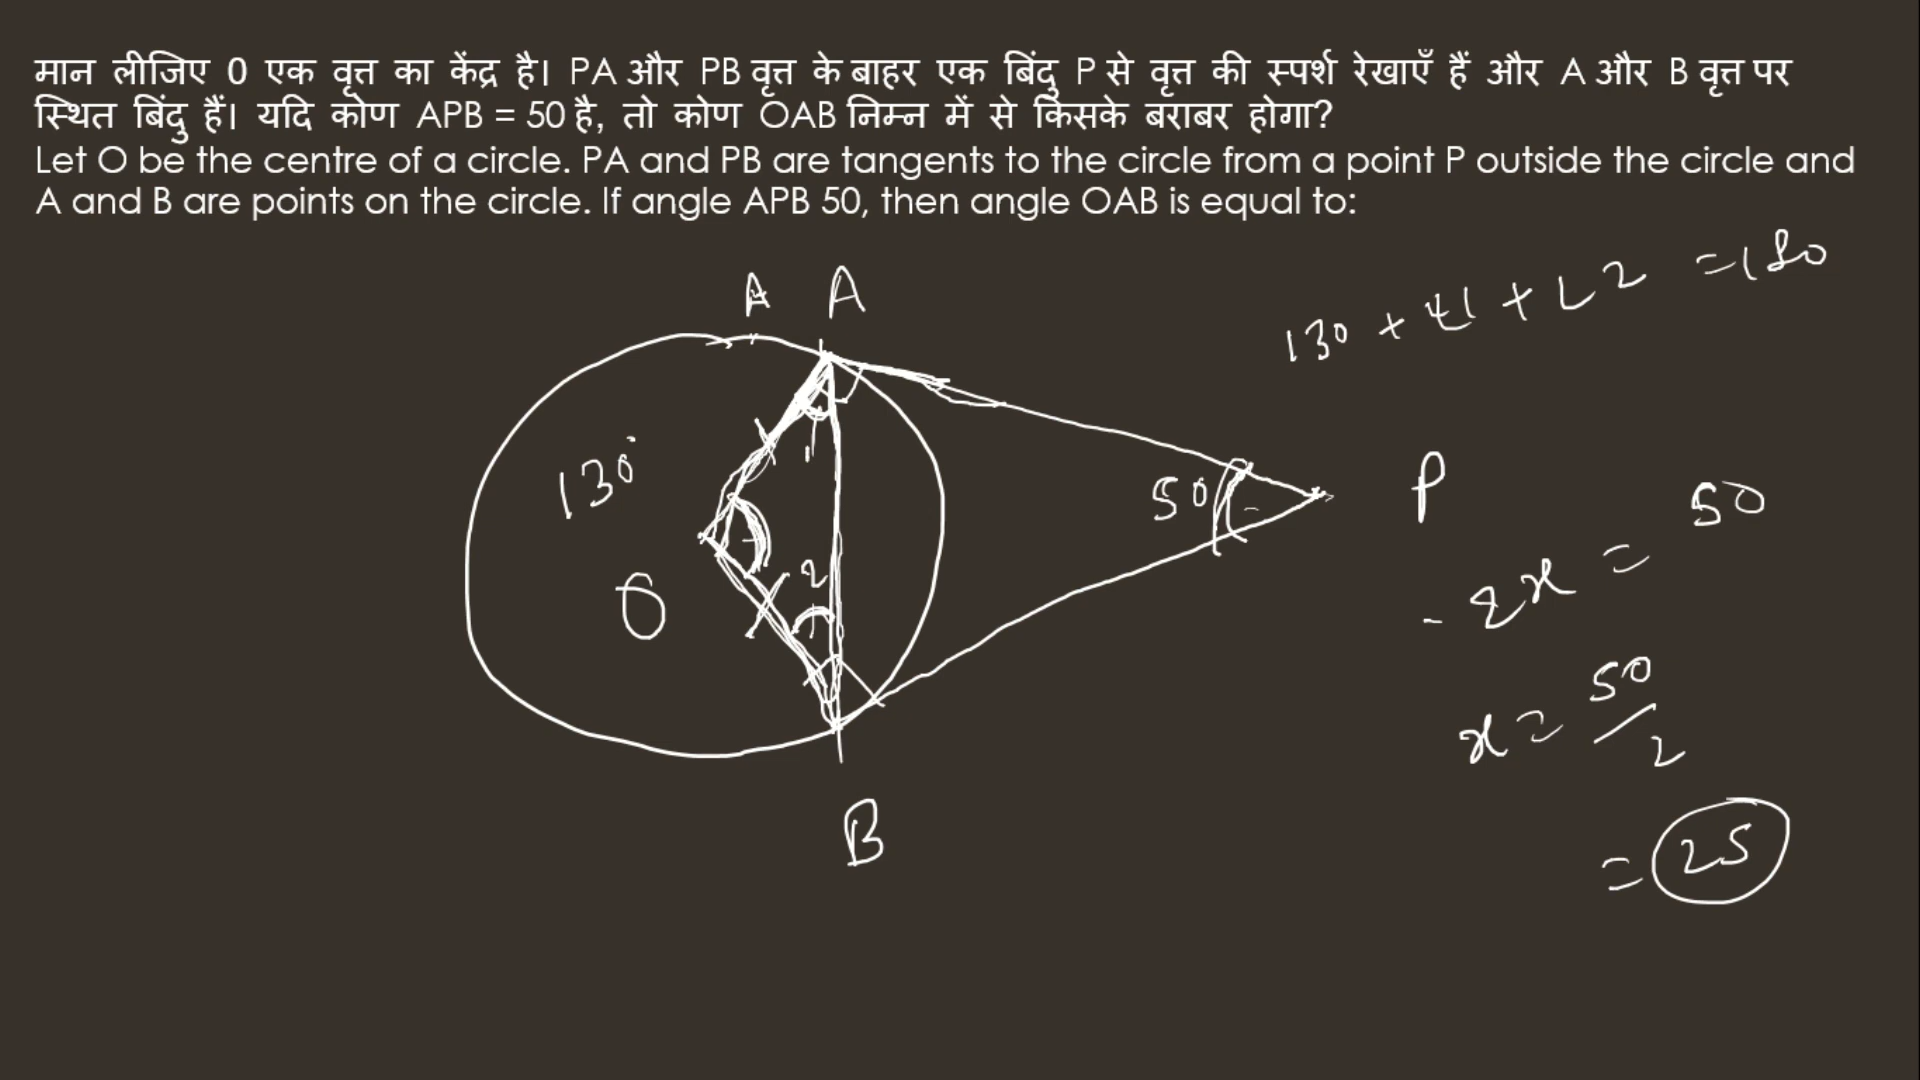 मान लीजिए 0 एक वृत्त का केंद्र है। PA और PB वृत्त के बाहर एक बिंदु P से वृत्त की स्पर्श रेखाएँ हैं और A और B वृत्त पर
स्थित बिंदु हैं। यदि कोण APB = 50 है, तो कोण OAB निम्न में से किसके बराबर होगा?
Let O be the centre of a circle. PA and PB are tangents to the circle from a point P outside the circle and
A and B are points on the circle. If angle APB 50, then angle OAB is equal to:
A A
130 + ∠1 + ∠2 = 180
130°
1
50
P
2x = 50
2
O
x = 50/2
B
= 25